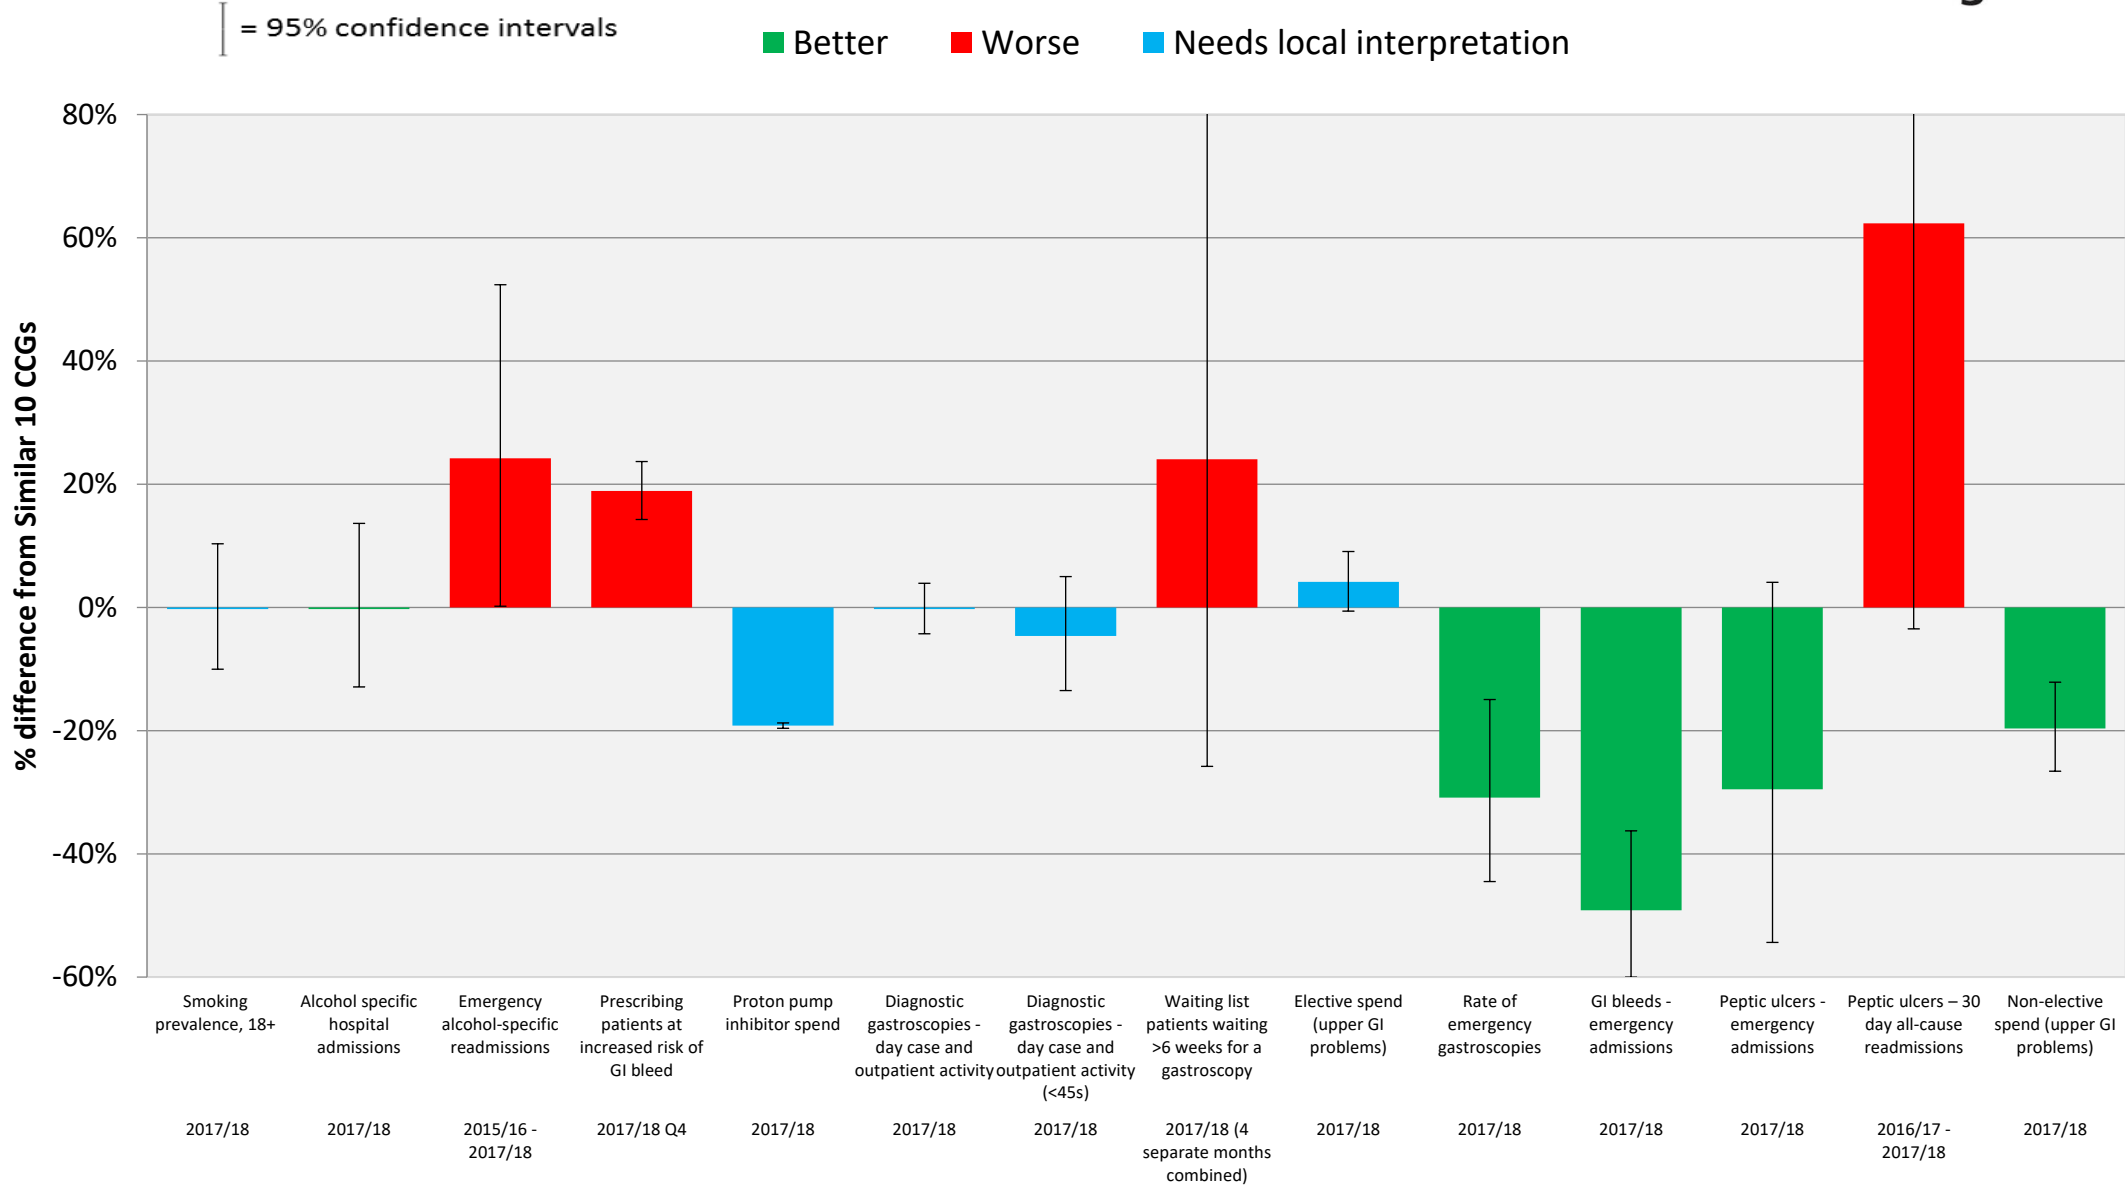 = 95% confidence intervals
Better Worse Needs local interpretation
% difference from Similar 10 CCGs
80%
60%
40%
20%
0%
-20%
-40%
-60%
Smoking
prevalence, 18+
2017/18
Alcohol specific
hospital
admissions
2017/18
Emergency
alcohol-specific
readmissions
2015/16 -
2017/18
Prescribing
patients at
increased risk of
GI bleed
2017/18 Q4
Proton pump
inhibitor spend
2017/18
Diagnostic
gastroscopies -
day case and
outpatient activity
2017/18
Diagnostic
gastroscopies -
day case and
outpatient activity
(<45s)
2017/18
Waiting list
patients waiting
>6 weeks for a
gastroscopy
2017/18 (4
separate months
combined)
Elective spend
(upper GI
problems)
2017/18
Rate of
emergency
gastroscopies
2017/18
GI bleeds -
emergency
admissions
2017/18
Peptic ulcers -
emergency
admissions
2017/18
Peptic ulcers – 30
day all-cause
readmissions
2016/17 -
2017/18
Non-elective
spend (upper GI
problems)
2017/18